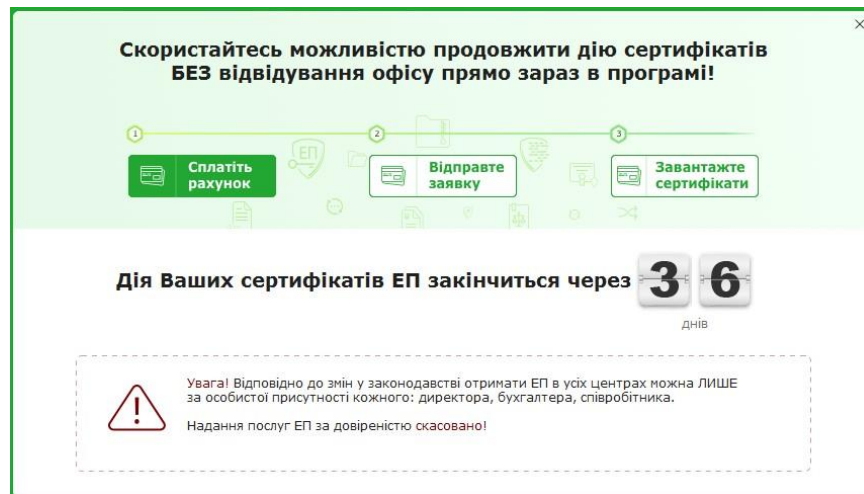 Скористайтесь можливістю продовжити дію сертифікатів
БЕЗ відвідування офісу прямо зараз в програмі!
1
2
3
ЕП
Сплатіть
рахунок
Відправте
заявку
Завантажте
сертифікати
Дія Ваших сертифікатів ЕП закінчиться через 3 6
днів
Увага! Відповідно до змін у законодавстві отримати ЕП в усіх центрах можна ЛИШЕ
за особистої присутності кожного: директора, бухгалтера, співробітника.
Надання послуг ЕП за довіреністю скасовано!